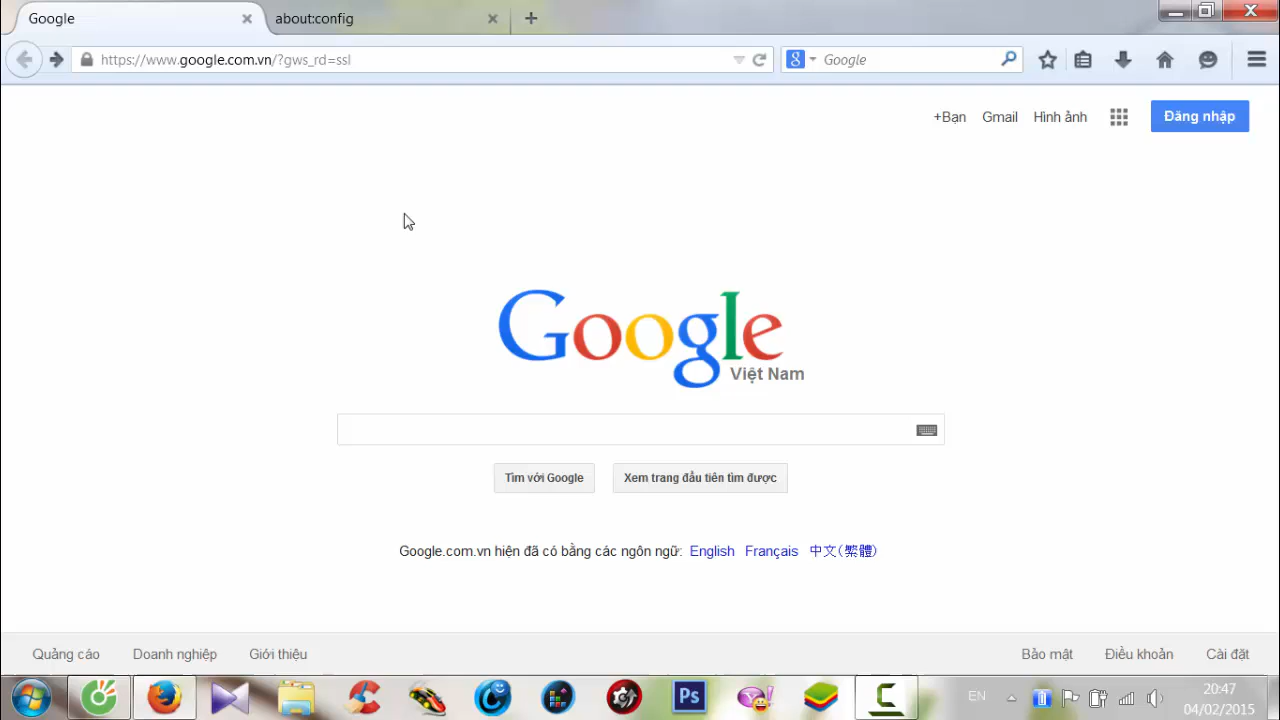 Google
about:config
https://www.google.com.vn/?gws_rd=ssl
Google
+Bạn Gmail Hình ảnh Đăng nhập
Google
Việt Nam
Tìm với Google Xem trang đầu tiên tìm được
Google.com.vn hiện đã có bằng các ngôn ngữ: English Français 中文(繁體)
Quảng cáo Doanh nghiệp Giới thiệu Bảo mật Điều khoản Cài đặt
Ps
EN
20:47
04/02/2015